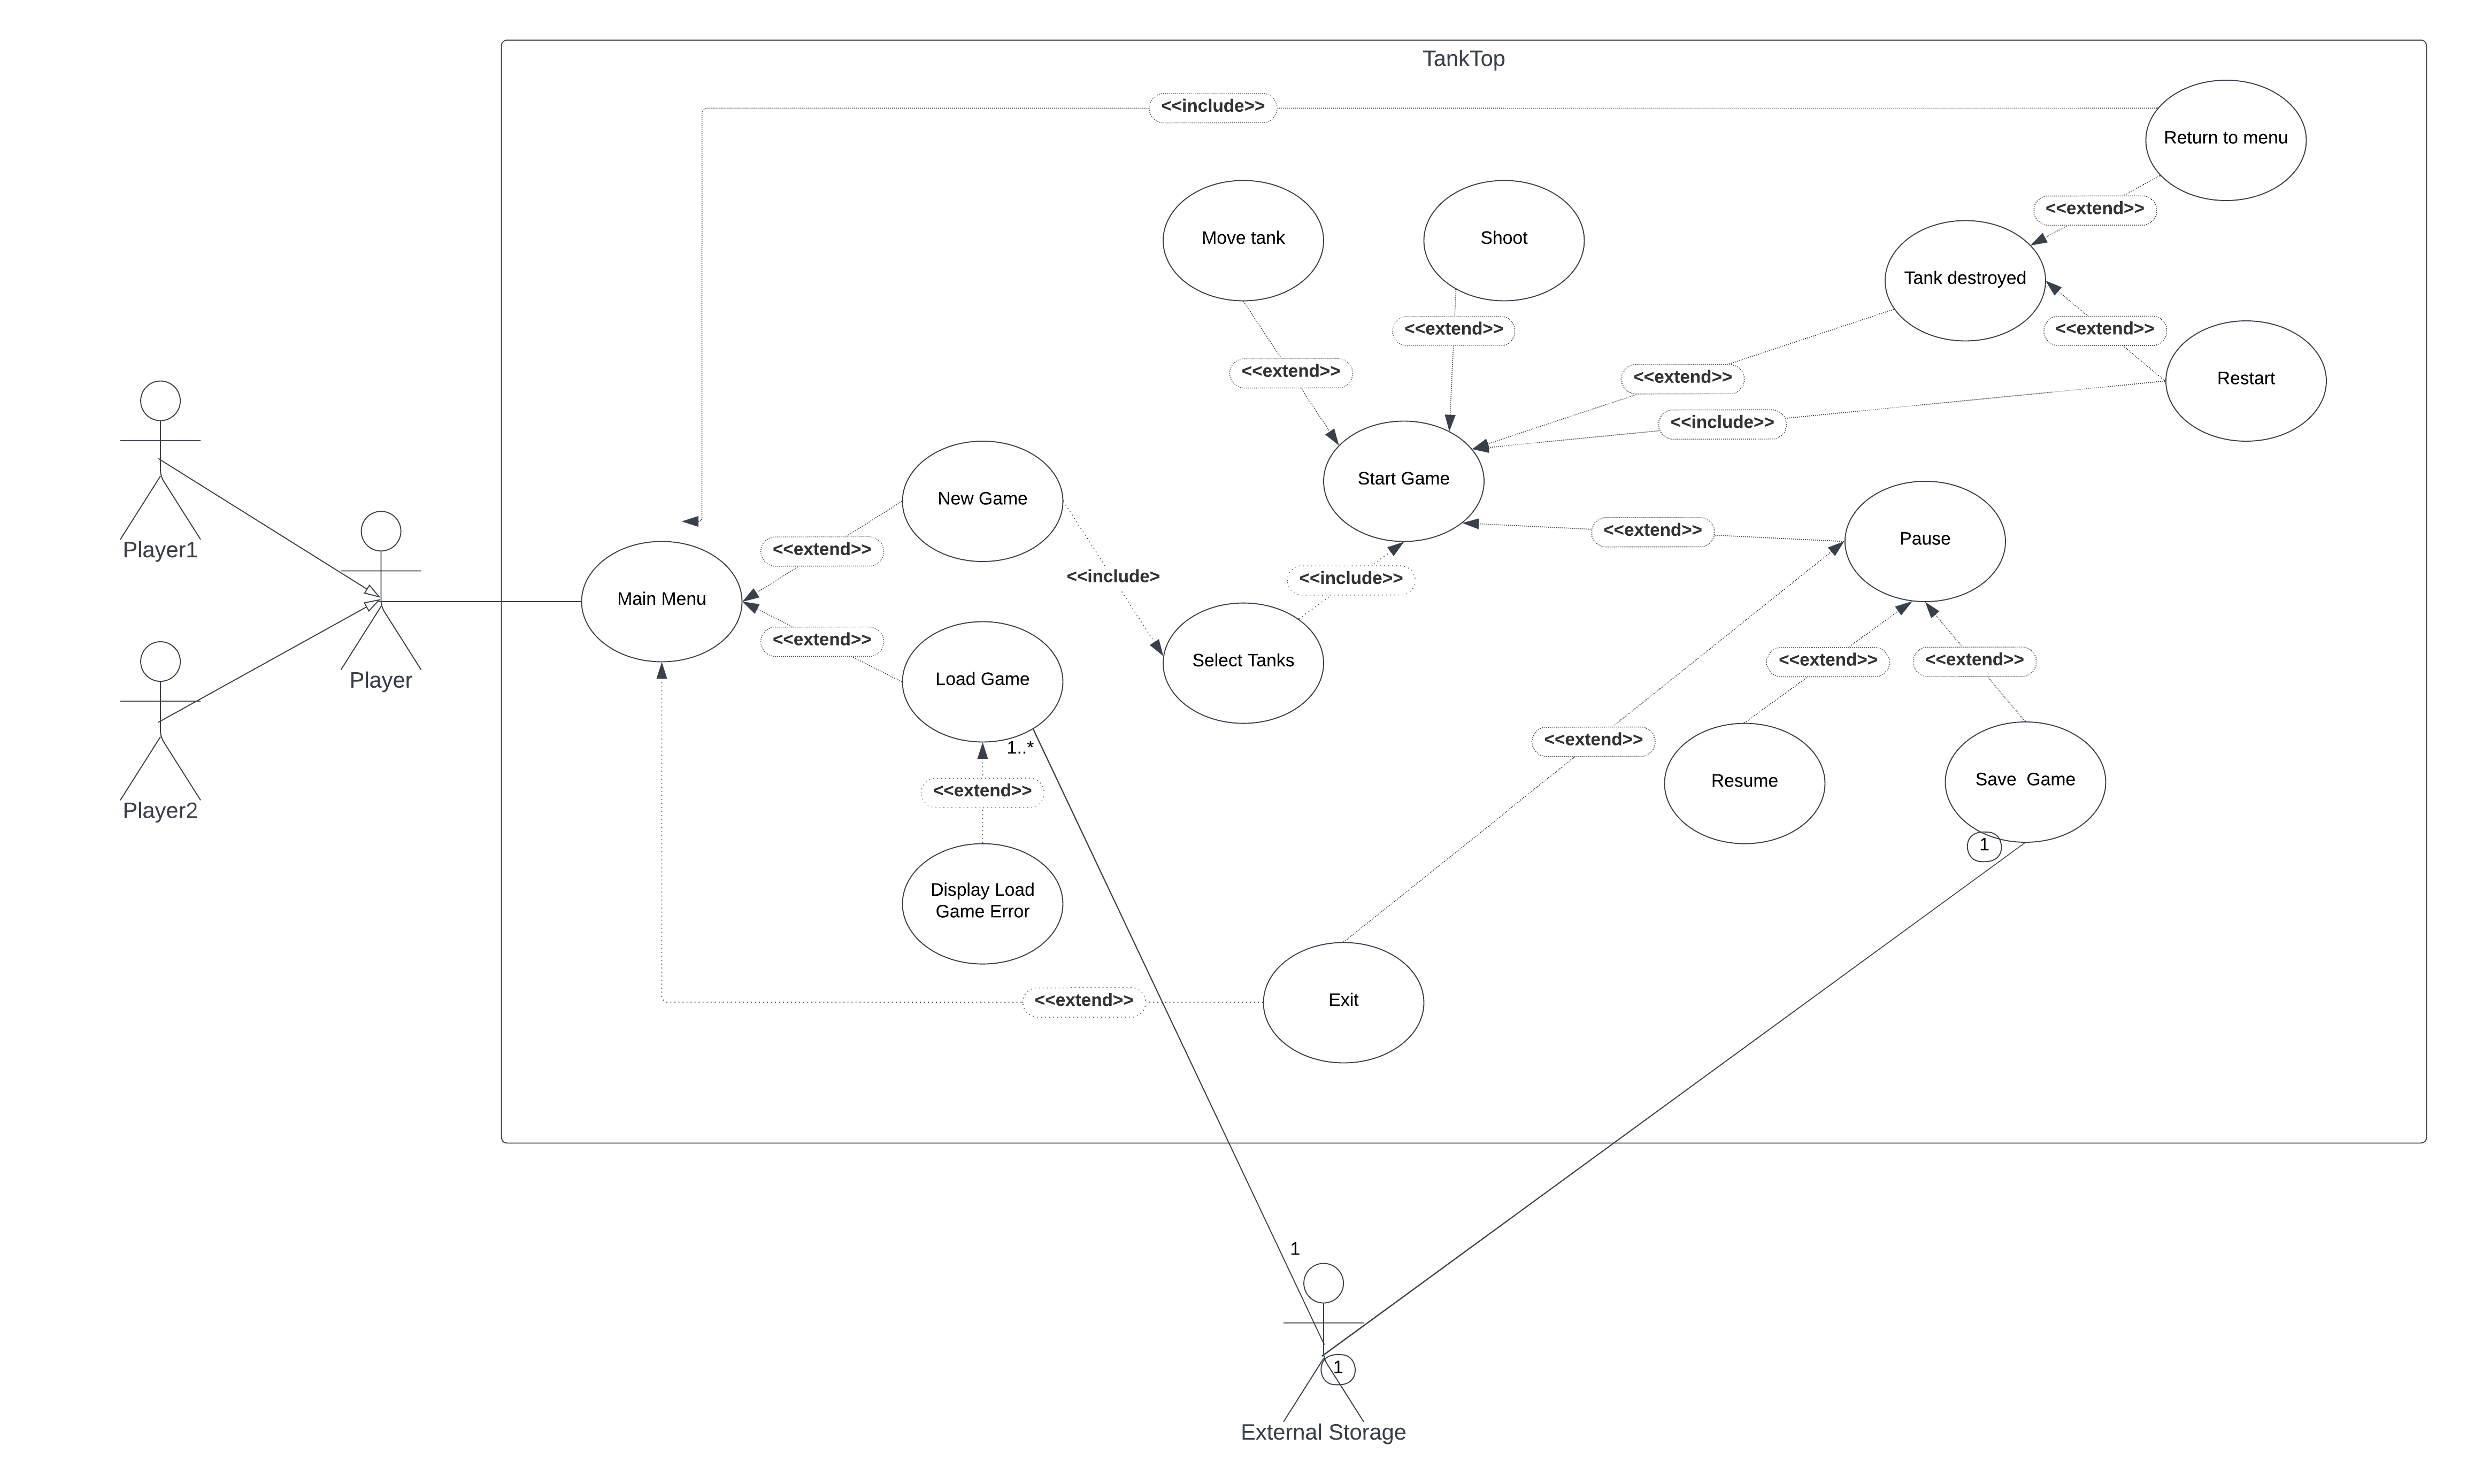 TankTop
<<include>>
Return to menu
<<extend>>
Move tank
Shoot
Tank destroyed
<<extend>>
<<extend>>
<<extend>>
<<extend>>
Restart
<<include>>
Start Game
New Game
<<extend>>
Pause
Player1
<<extend>>
<<include>
<<include>>
Main Menu
<<extend>>
Select Tanks
<<extend>>
<<extend>>
Player
Load Game
1..*
<<extend>>
Resume
Save  Game
<<extend>>
Player2
1
Display Load
Game Error
<<extend>>
Exit
1
1
External Storage